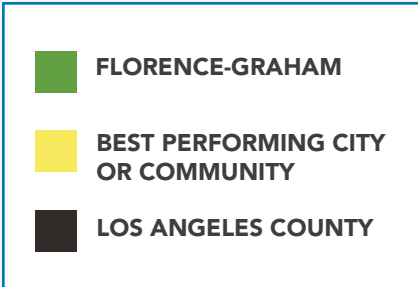 FLORENCE-GRAHAM
BEST PERFORMING CITY
OR COMMUNITY
LOS ANGELES COUNTY